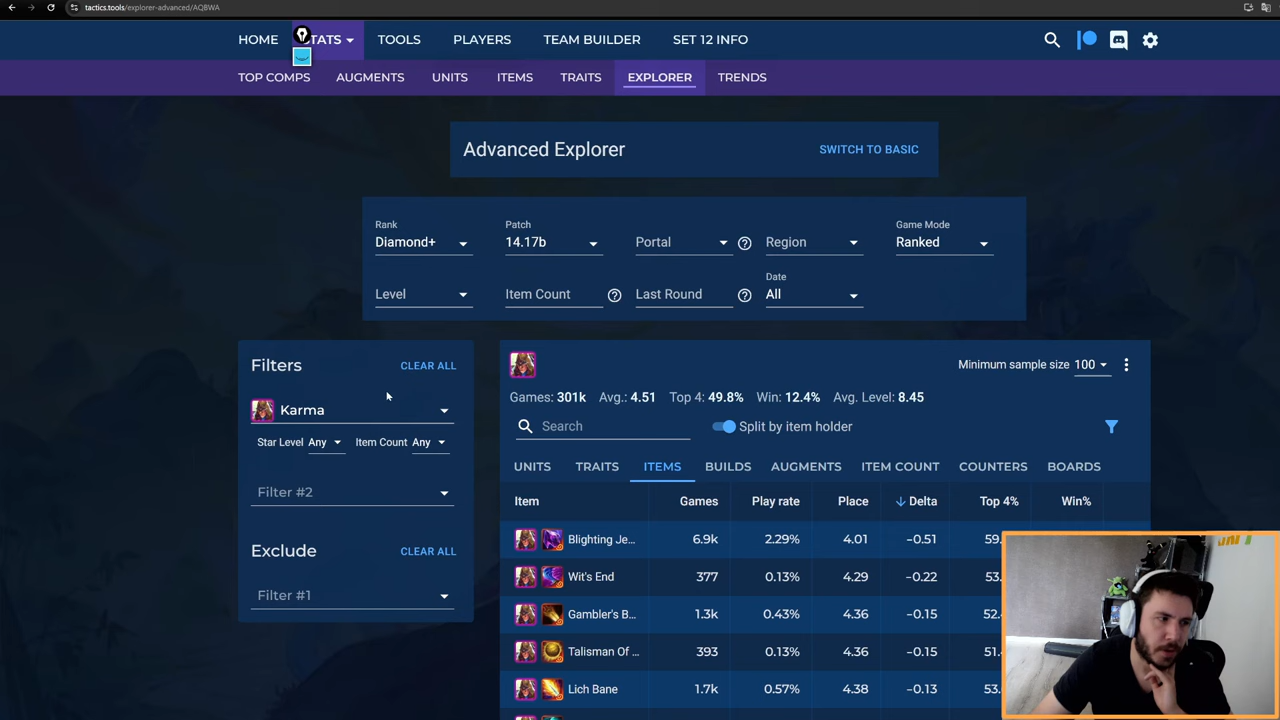 tactics.tools/explorer-advanced/AQBWA
HOME TATS TOOLS PLAYERS TEAM BUILDER SET 12 INFO
TOP COMPS AUGMENTS UNITS ITEMS TRAITS EXPLORER TRENDS
Advanced Explorer SWITCH TO BASIC
Rank Patch Game Mode
Diamond+ 14.17b Portal Region Ranked
Date
Level Item Count Last Round All
Filters CLEAR ALL
Karma
Star Level Any Item Count Any
Filter #2
Exclude CLEAR ALL
Filter #1
Minimum sample size 100
Games: 301k Avg.: 4.51 Top 4: 49.8% Win: 12.4% Avg. Level: 8.45
Search Split by item holder
UNITS TRAITS ITEMS BUILDS AUGMENTS ITEM COUNT COUNTERS BOARDS
Item Games Play rate Place Delta Top 4% Win%
Blighting Je... 6.9k 2.29% 4.01 −0.51 59.
Wit's End 377 0.13% 4.29 −0.22 53.
Gambler's B... 1.3k 0.43% 4.36 −0.15 52.
Talisman Of ... 393 0.13% 4.36 −0.15 51.
Lich Bane 1.7k 0.57% 4.38 −0.13 53.